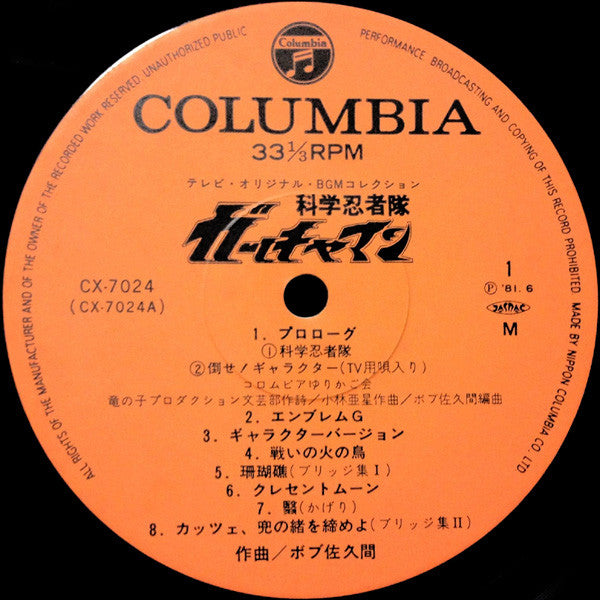 Columbia
COLUMBIA
33⅓RPM
テレビ・オリジナル・BGMコレクション
科学忍者隊
ガッチャマン
CX-7024
(CX-7024A)
1
Ⓟ '81.6
JASRAC
M
1. プロローグ
①科学忍者隊
②倒せ!ギャラクター(TV用唄入り)
コロムビアゆりかご会
竜の子プロダクション文芸部作詩/小林亜星作曲/ボブ佐久間編曲
2. エンブレムG
3. ギャラクターバージョン
4. 戦いの火の鳥
5. 珊瑚礁(ブリッジ集Ⅰ)
6. クレセントムーン
7. 翳(かげり)
8. カッツェ、兜の緒を締めよ(ブリッジ集Ⅱ)
作曲/ボブ佐久間
ALL RIGHTS OF THE MANUFACTURER AND OF THE OWNER OF THE RECORDED WORK RESERVED. UNAUTHORIZED PUBLIC PERFORMANCE, BROADCASTING AND COPYING OF THIS RECORD PROHIBITED MADE BY NIPPON COLUMBIA CO., LTD